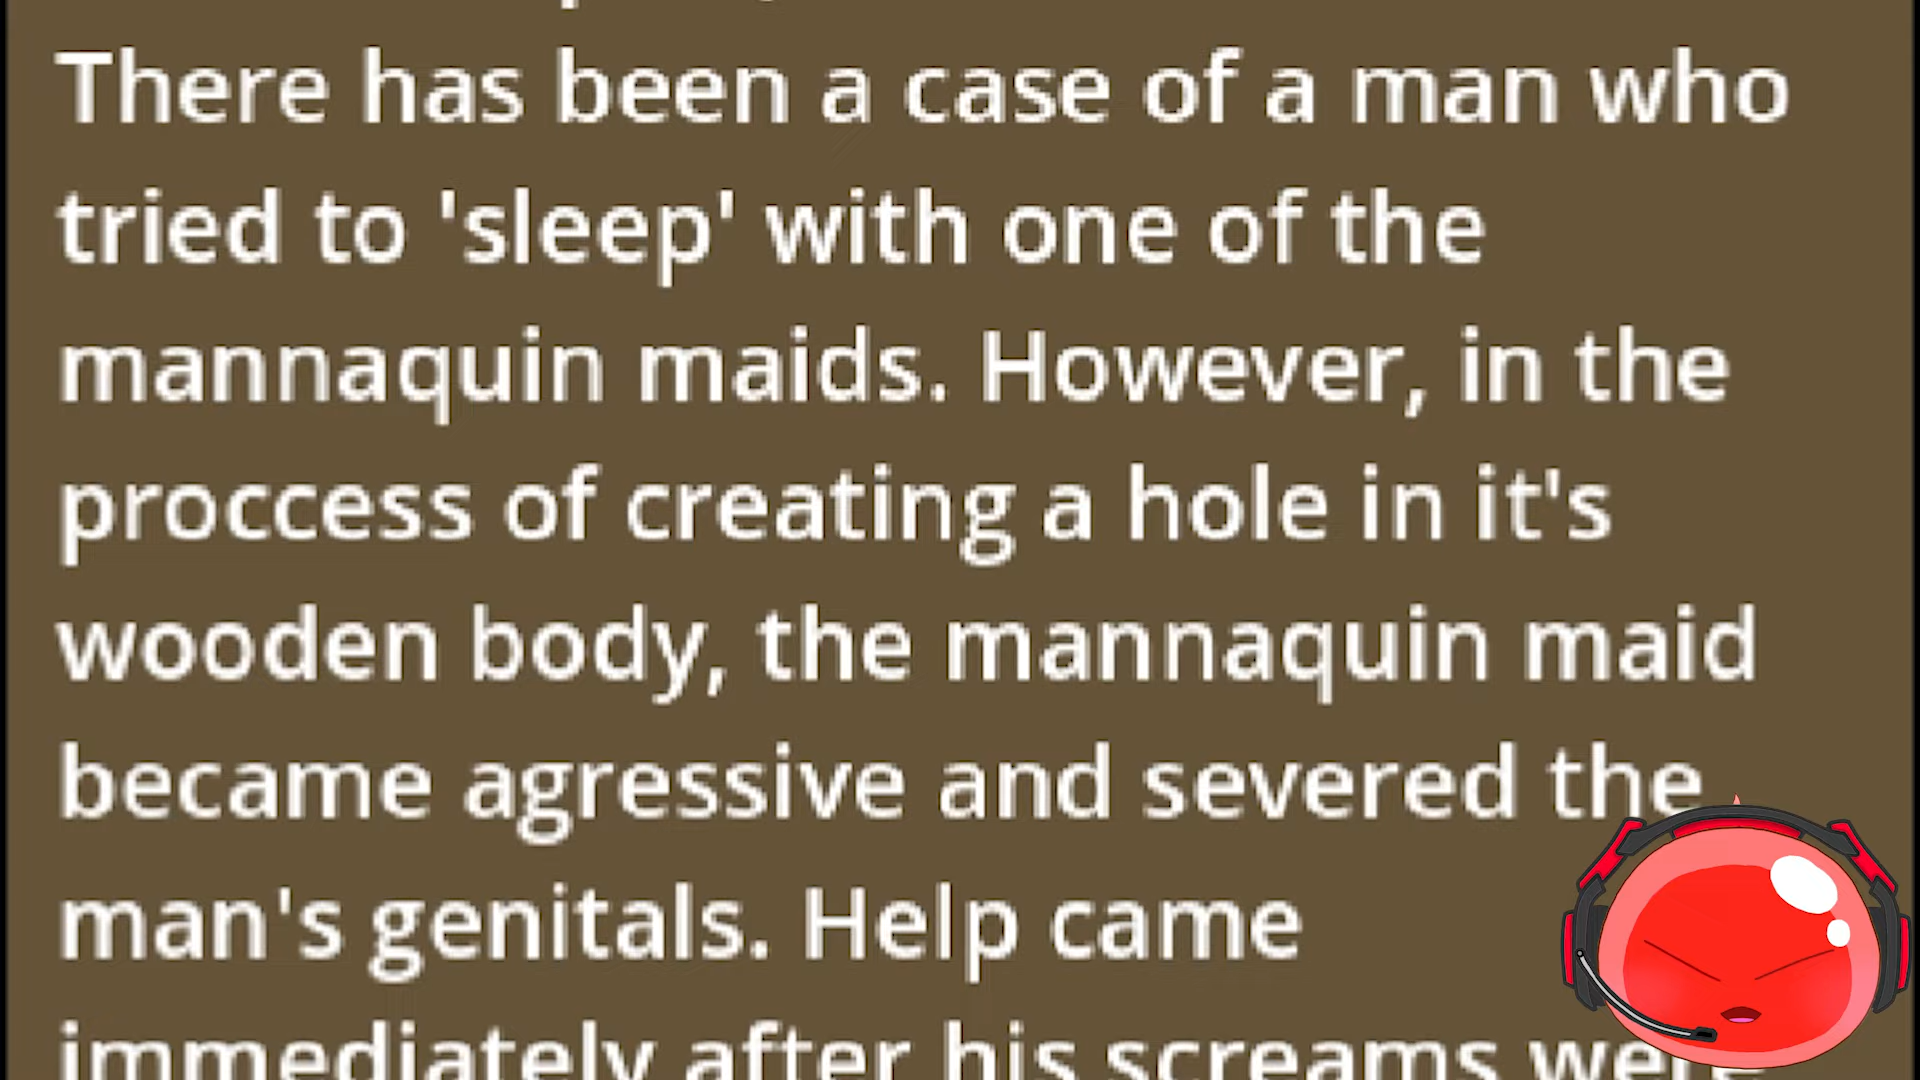 There has been a case of a man who
tried to 'sleep' with one of the
mannaquin maids. However, in the
proccess of creating a hole in it's
wooden body, the mannaquin maid
became agressive and severed the
man's genitals. Help came
immediately after his screams were